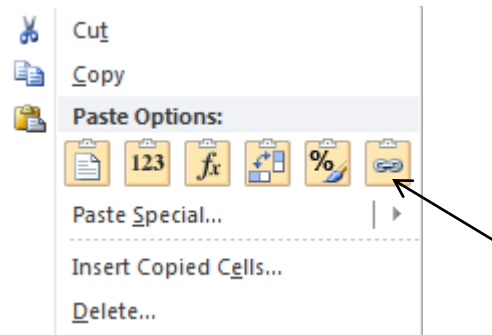 Cut
Copy
Paste Options:
123 fx %
Paste Special...
Insert Copied Cells...
Delete...